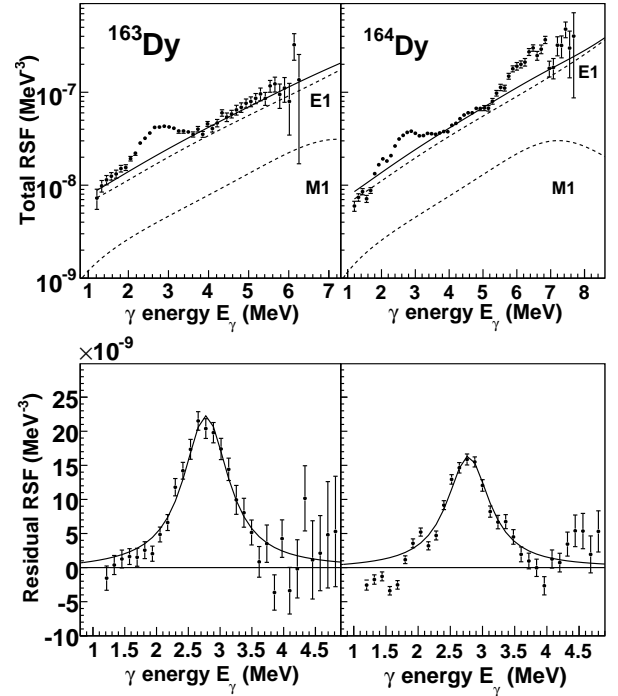 ¹⁶³Dy
¹⁶⁴Dy
Total RSF (MeV⁻³)
10⁻⁷
10⁻⁸
10⁻⁹
E1
M1
E1
M1
1 2 3 4 5 6 7
1 2 3 4 5 6 7 8
γ energy E_γ (MeV)
γ energy E_γ (MeV)
×10⁻⁹
Residual RSF (MeV⁻³)
25
20
15
10
5
0
-5
-10
1 1.5 2 2.5 3 3.5 4 4.5
1 1.5 2 2.5 3 3.5 4 4.5
γ energy E_γ (MeV)
γ energy E_γ (MeV)